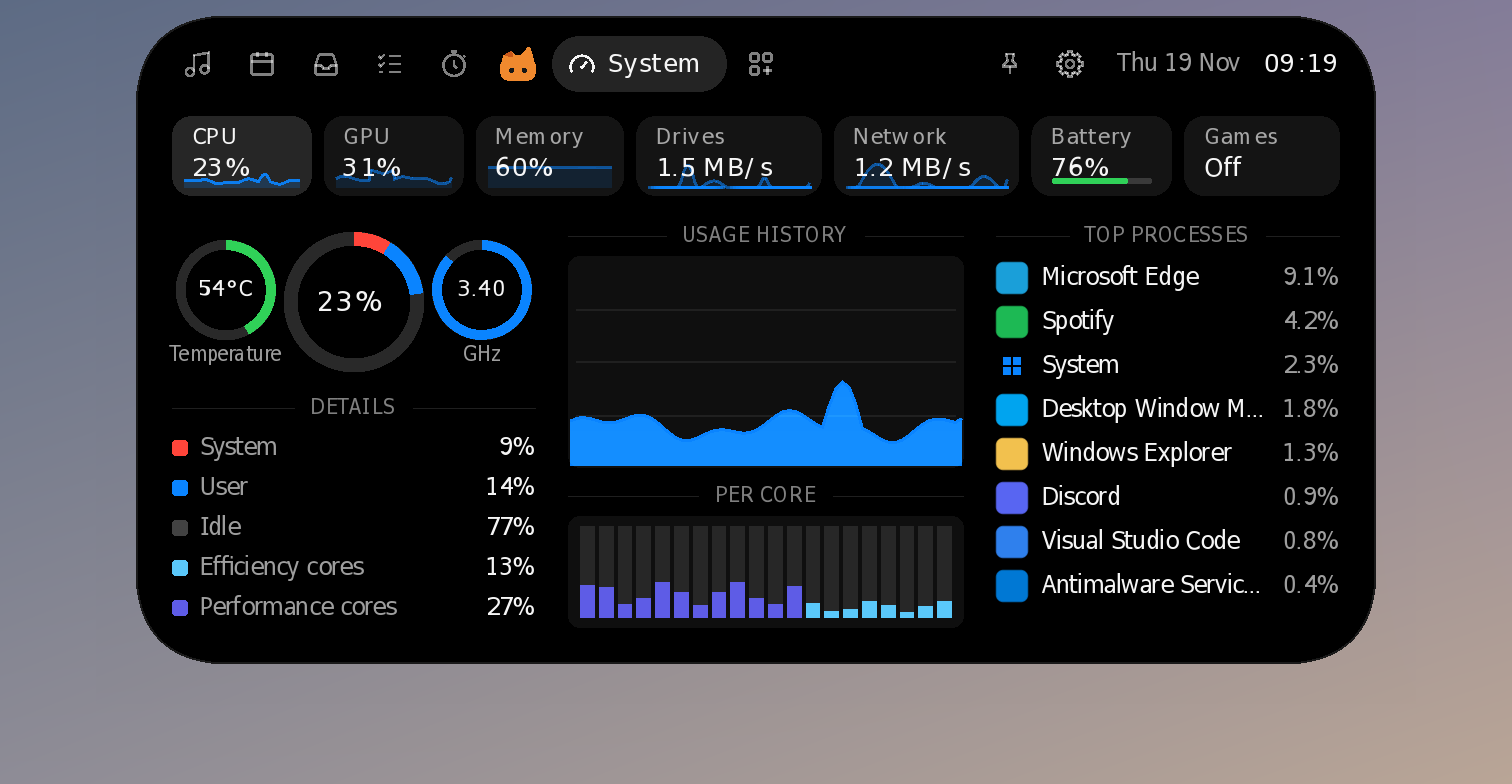 System
Thu 19 Nov 09:19
CPU
23%
GPU
31%
Memory
60%
Drives
1.5 MB/s
Network
1.2 MB/s
Battery
76%
Games
Off
54°C
Temperature
23%
3.40
GHz
DETAILS
System 9%
User 14%
Idle 77%
Efficiency cores 13%
Performance cores 27%
USAGE HISTORY
PER CORE
TOP PROCESSES
Microsoft Edge 9.1%
Spotify 4.2%
System 2.3%
Desktop Window M... 1.8%
Windows Explorer 1.3%
Discord 0.9%
Visual Studio Code 0.8%
Antimalware Servic... 0.4%